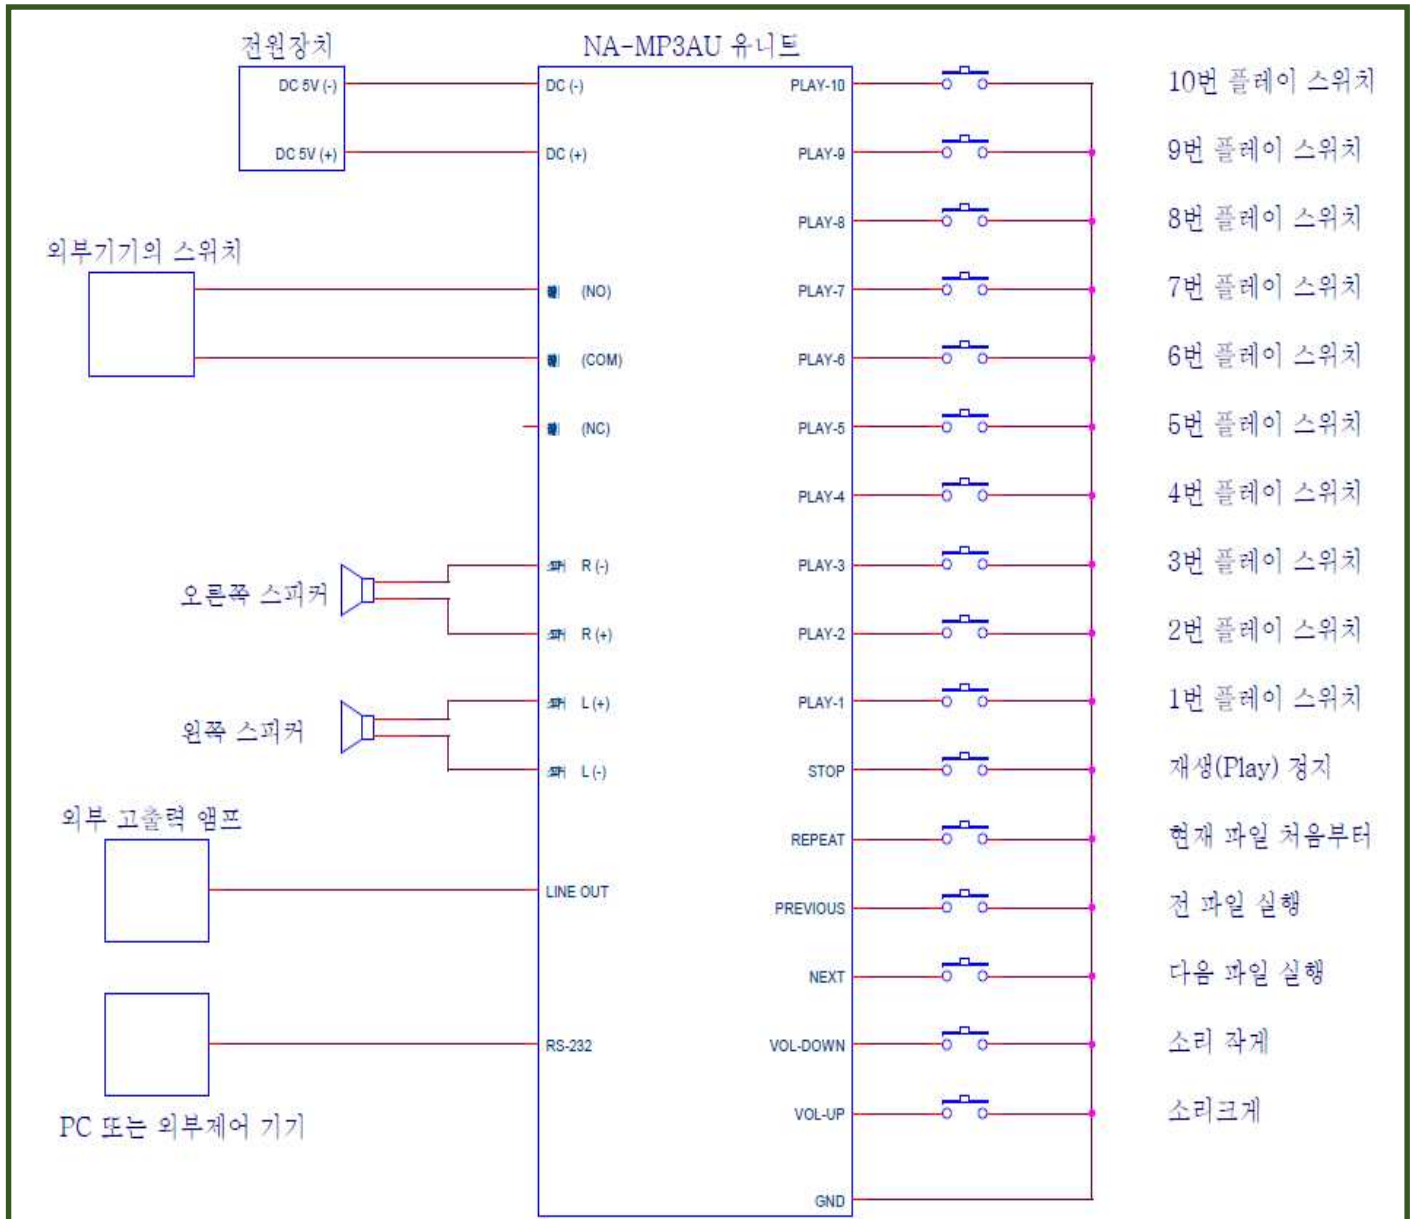 전원장치
NA-MP3AU 유니트
DC 5V (-)
DC (-)
PLAY-10
10번 플레이 스위치
DC 5V (+)
DC (+)
PLAY-9
9번 플레이 스위치
PLAY-8
8번 플레이 스위치
외부기기의 스위치
(NO)
PLAY-7
7번 플레이 스위치
(COM)
PLAY-6
6번 플레이 스위치
(NC)
PLAY-5
5번 플레이 스위치
PLAY-4
4번 플레이 스위치
오른쪽 스피커
R (-)
PLAY-3
3번 플레이 스위치
R (+)
PLAY-2
2번 플레이 스위치
왼쪽 스피커
L (+)
PLAY-1
1번 플레이 스위치
L (-)
STOP
재생(Play) 정지
외부 고출력 앰프
REPEAT
현재 파일 처음부터
LINE OUT
PREVIOUS
전 파일 실행
NEXT
다음 파일 실행
RS-232
VOL-DOWN
소리 작게
PC 또는 외부제어 기기
VOL-UP
소리크게
GND